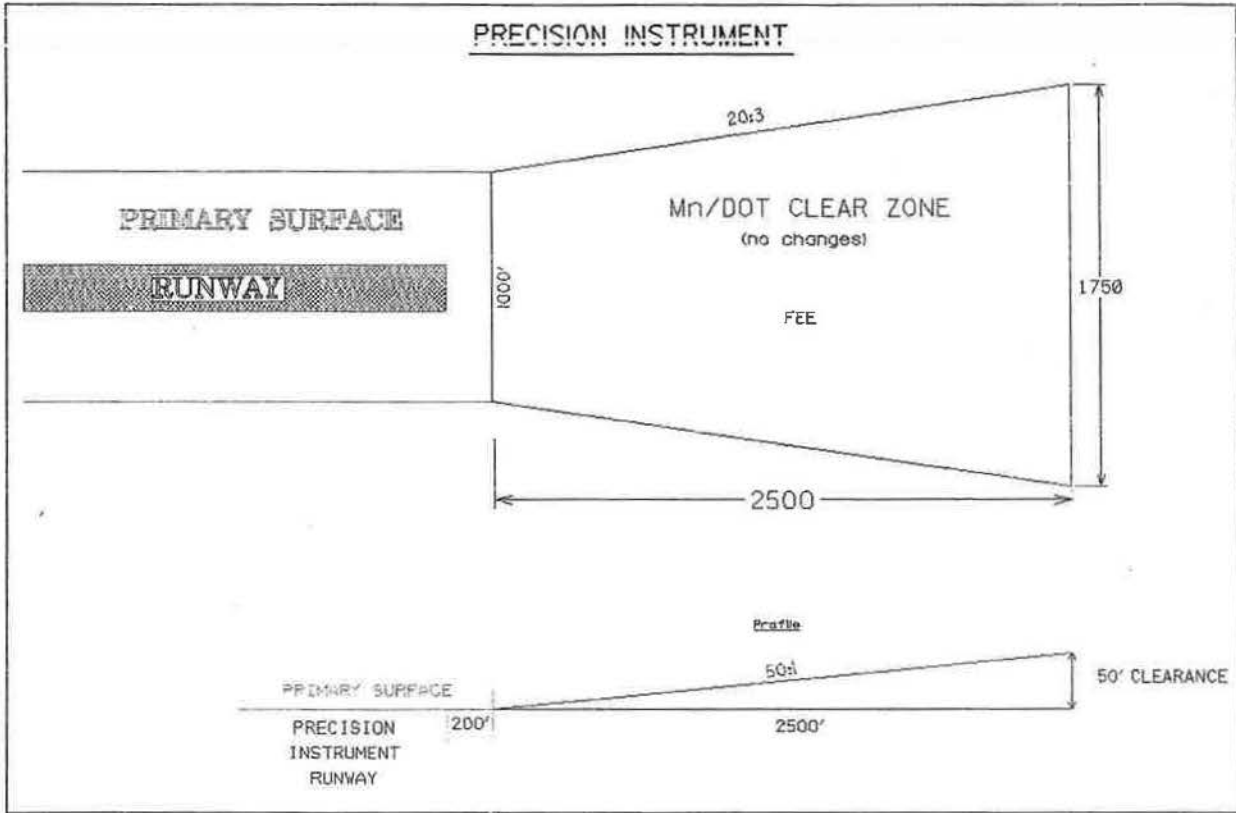 PRECISION INSTRUMENT
20:3
PRIMARY SURFACE
Mn/DOT CLEAR ZONE
(no changes)
RUNWAY
1000'
1750
FEE
2500
Profile
50:1
50' CLEARANCE
PRIMARY SURFACE
200'
2500'
PRECISION
INSTRUMENT
RUNWAY